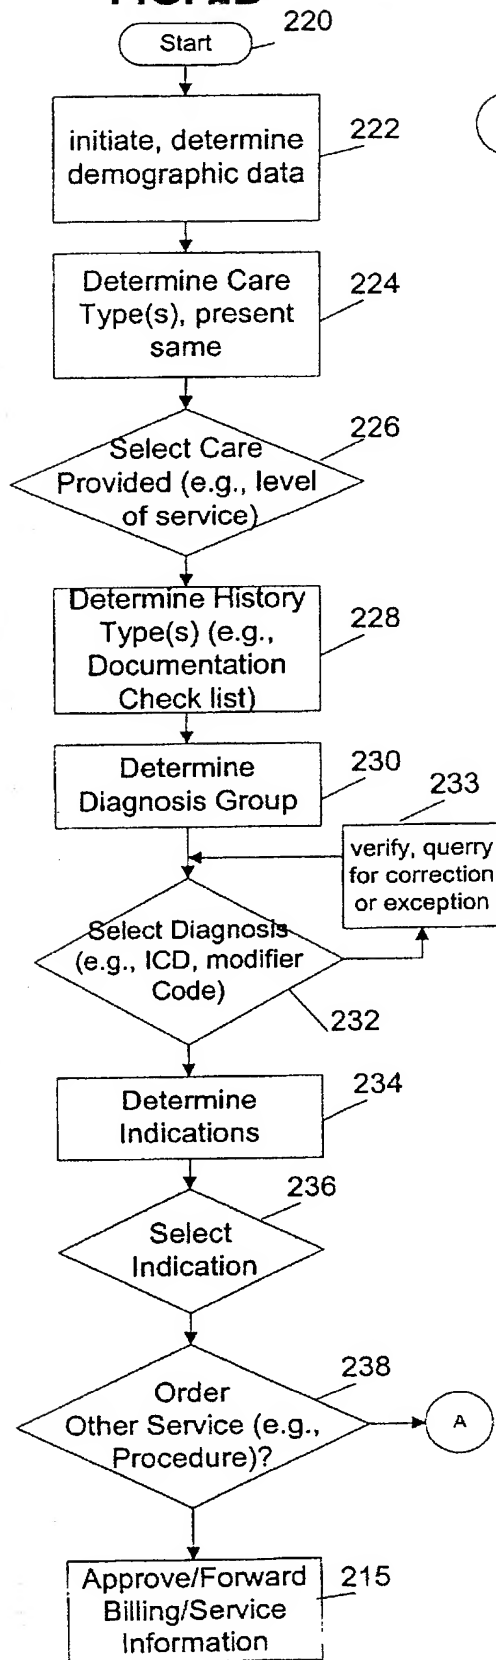 Start
220
initiate, determine
demographic data
222
Determine Care
Type(s), present
same
224
Select Care
Provided (e.g., level
of service)
226
Determine History
Type(s) (e.g.,
Documentation
Check list)
228
Determine
Diagnosis Group
230
233
verify, querry
for correction
or exception
Select Diagnosis
(e.g., ICD, modifier
Code)
232
Determine
Indications
234
Select
Indication
236
Order
Other Service (e.g.,
Procedure)?
238
A
Approve/Forward
Billing/Service
Information
215